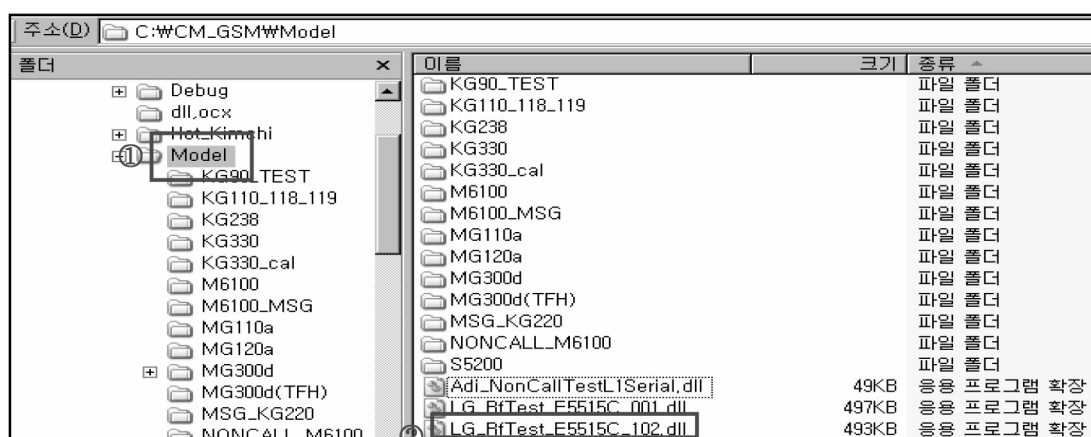 주소(D) C:₩CM_GSM₩Model
폴더 ×
Debug
dll,ocx
Hot_Kimchi
① Model
KG90_TEST
KG110_118_119
KG238
KG330
KG330_cal
M6100
M6100_MSG
MG110a
MG120a
MG300d
MG300d(TFH)
MSG_KG220
NONCALL_M6100
이름 크기 종류
KG90_TEST 파일 폴더
KG110_118_119 파일 폴더
KG238 파일 폴더
KG330 파일 폴더
KG330_cal 파일 폴더
M6100 파일 폴더
M6100_MSG 파일 폴더
MG110a 파일 폴더
MG120a 파일 폴더
MG300d 파일 폴더
MG300d(TFH) 파일 폴더
MSG_KG220 파일 폴더
NONCALL_M6100 파일 폴더
S5200 파일 폴더
Adi_NonCallTestL1Serial,dll 49KB 응용 프로그램 확장
LG_RfTest_E5515C_001,dll 497KB 응용 프로그램 확장
② LG_RfTest_E5515C_102,dll 493KB 응용 프로그램 확장